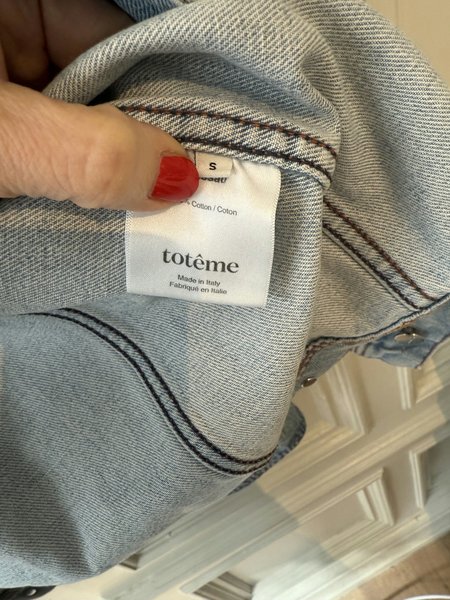 S
Cotton / Coton
totême
Made in Italy
Fabriqué en Italie